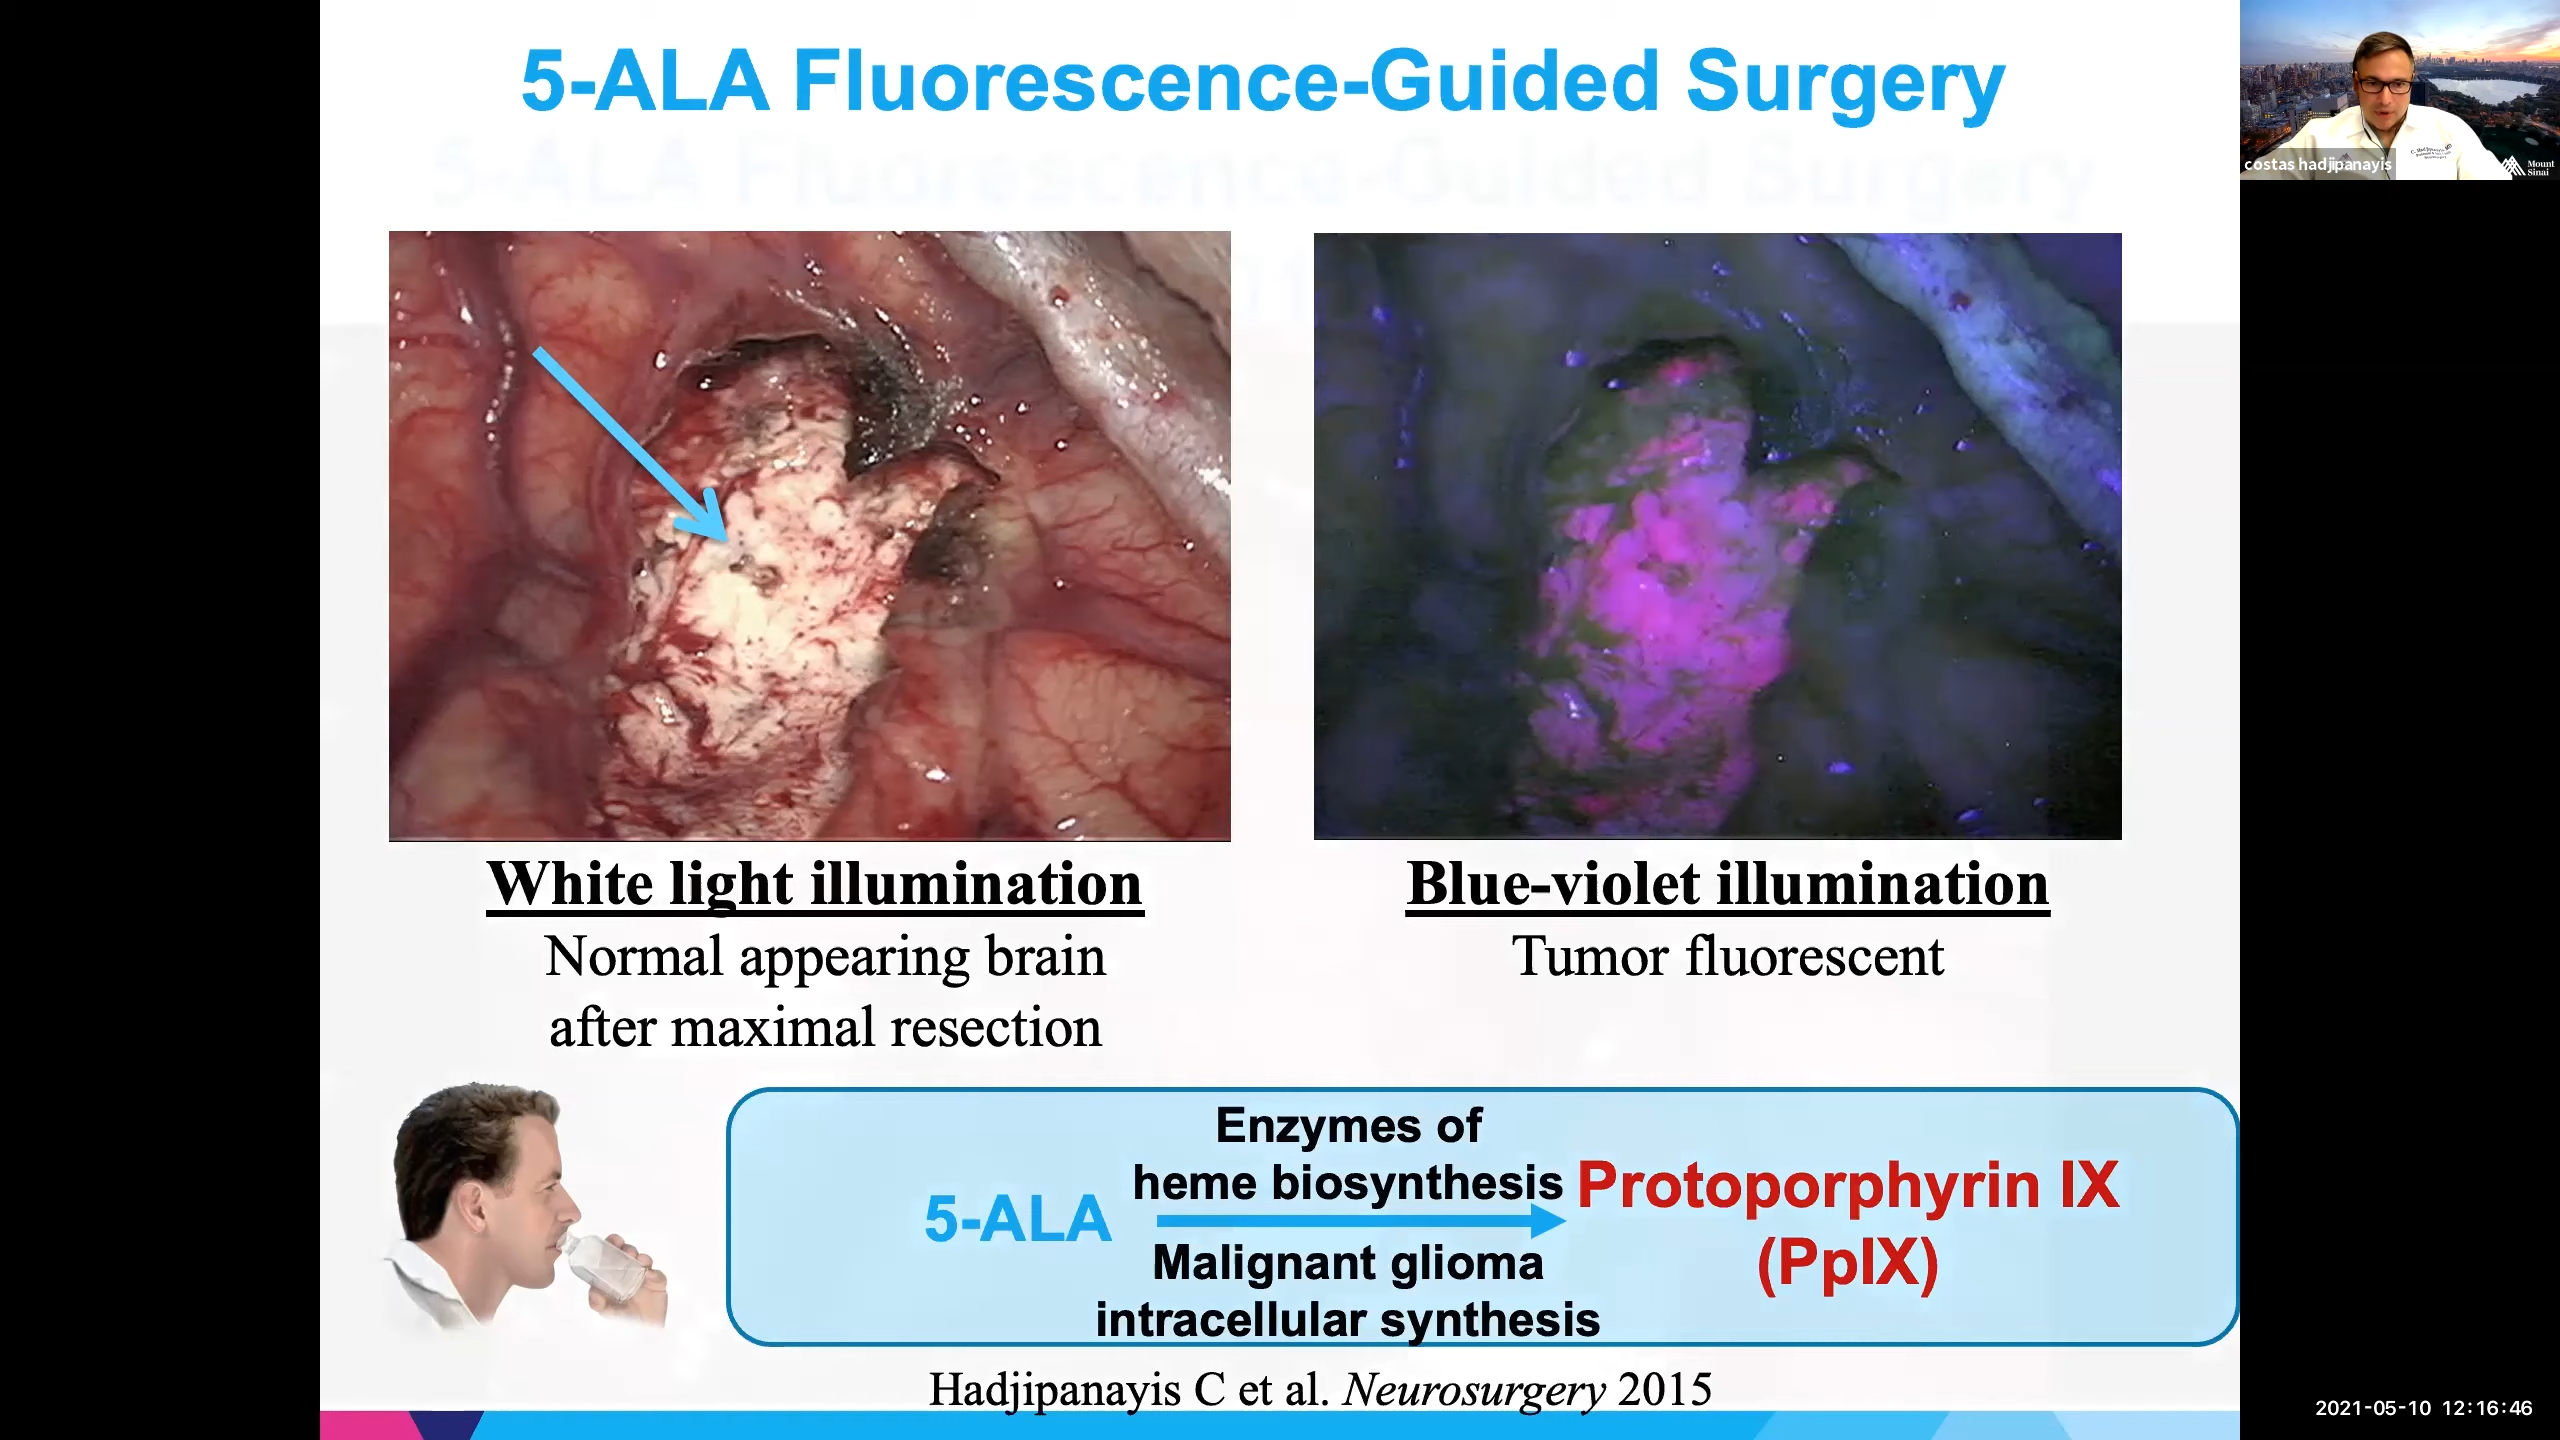 5-ALA Fluorescence-Guided Surgery
costas hadjipanayis
Mount
Sinai
White light illumination
Normal appearing brain
after maximal resection
Blue-violet illumination
Tumor fluorescent
Enzymes of
heme biosynthesis
5-ALA
Malignant glioma
intracellular synthesis
Protoporphyrin IX
(PpIX)
Hadjipanayis C et al. Neurosurgery 2015
2021-05-10 12:16:46